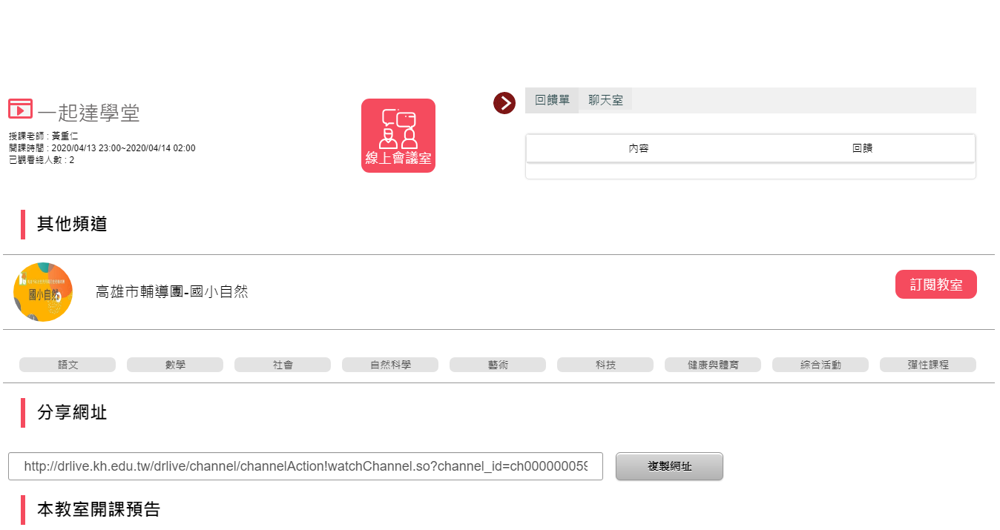 一起達學堂
授課老師 : 黃重仁
開課時間 : 2020/04/13 23:00~2020/04/14 02:00
已觀看總人數 : 2
線上會議室
回饋單 聊天室
內容 回饋
其他頻道
國小自然
高雄市輔導團-國小自然
訂閱教室
語文 數學 社會 自然科學 藝術 科技 健康與體育 綜合活動 彈性課程
分享網址
http://drlive.kh.edu.tw/drlive/channel/channelAction!watchChannel.so?channel_id=ch000000059
複製網址
本教室開課預告